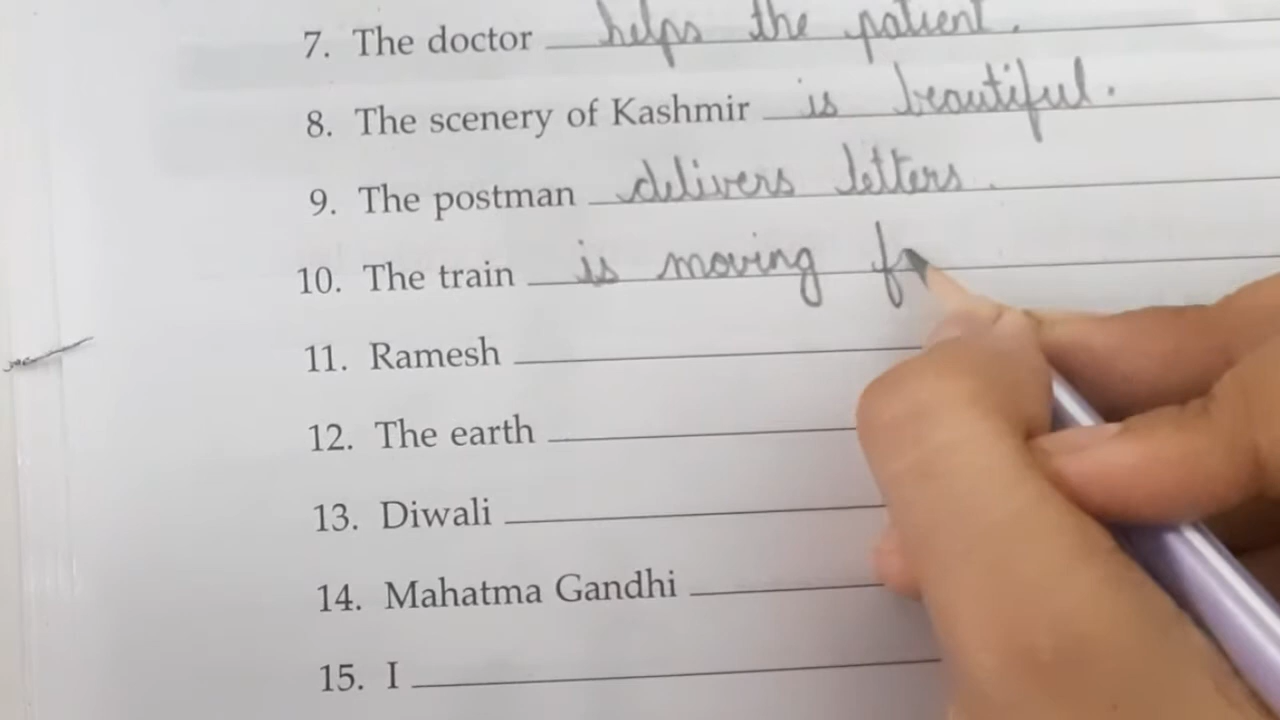 7. The doctor helps the patient.
8. The scenery of Kashmir is beautiful.
9. The postman delivers letters.
10. The train is moving
11. Ramesh
12. The earth
13. Diwali
14. Mahatma Gandhi
15. I